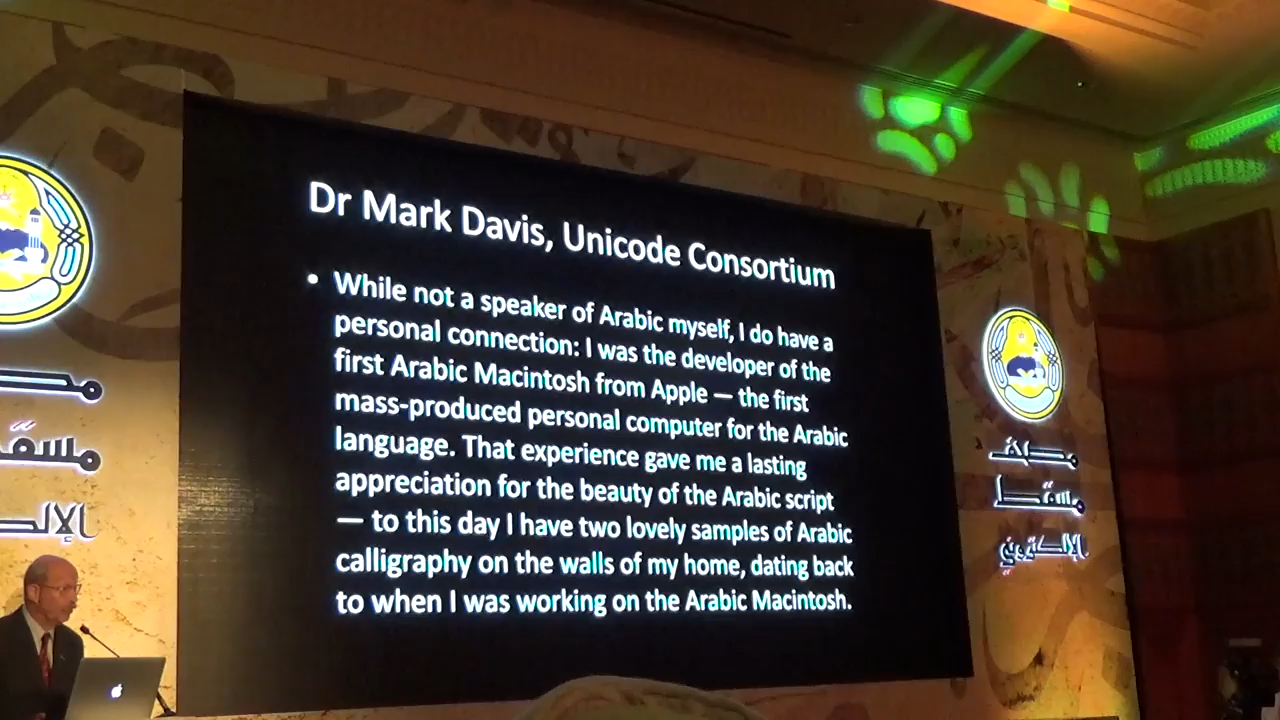 Dr Mark Davis, Unicode Consortium
• While not a speaker of Arabic myself, I do have a
personal connection: I was the developer of the
first Arabic Macintosh from Apple — the first
mass-produced personal computer for the Arabic
language. That experience gave me a lasting
appreciation for the beauty of the Arabic script
— to this day I have two lovely samples of Arabic
calligraphy on the walls of my home, dating back
to when I was working on the Arabic Macintosh.
مصحف
مسقط
الإلكتروني